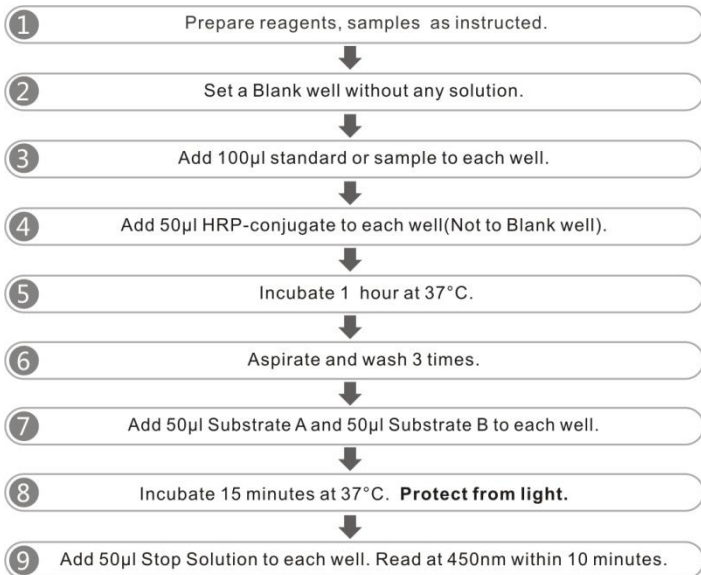 1 Prepare reagents, samples as instructed.
2 Set a Blank well without any solution.
3 Add 100μl standard or sample to each well.
4 Add 50μl HRP-conjugate to each well(Not to Blank well).
5 Incubate 1 hour at 37°C.
6 Aspirate and wash 3 times.
7 Add 50μl Substrate A and 50μl Substrate B to each well.
8 Incubate 15 minutes at 37°C. Protect from light.
9 Add 50μl Stop Solution to each well. Read at 450nm within 10 minutes.